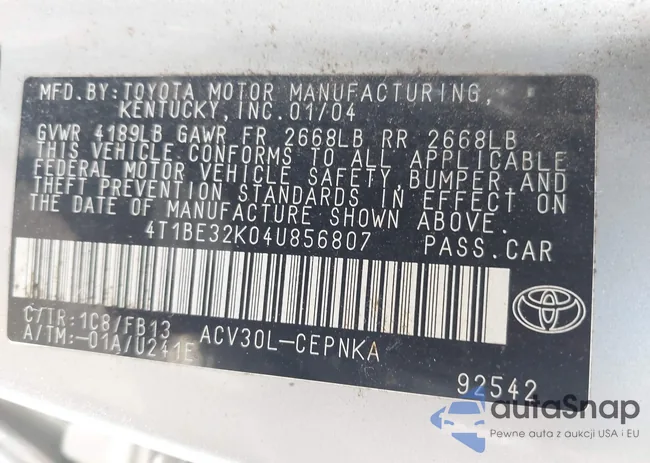 MFD.BY:TOYOTA MOTOR MANUFACTURING,
KENTUCKY, INC. 01/04
GVWR 4189LB GAWR FR 2668LB RR 2668LB
THIS VEHICLE CONFORMS TO ALL APPLICABLE
FEDERAL MOTOR VEHICLE SAFETY, BUMPER, AND
THEFT PREVENTION STANDARDS IN EFFECT ON
THE DATE OF MANUFACTURE SHOWN ABOVE.
4T1BE32K04U856807 PASS.CAR
C/TR:1C8/FB13 ACV30L-CEPNKA
A/TM:-01A/U241E
92542
autaSnap
Pewne auta z aukcji USA i EU